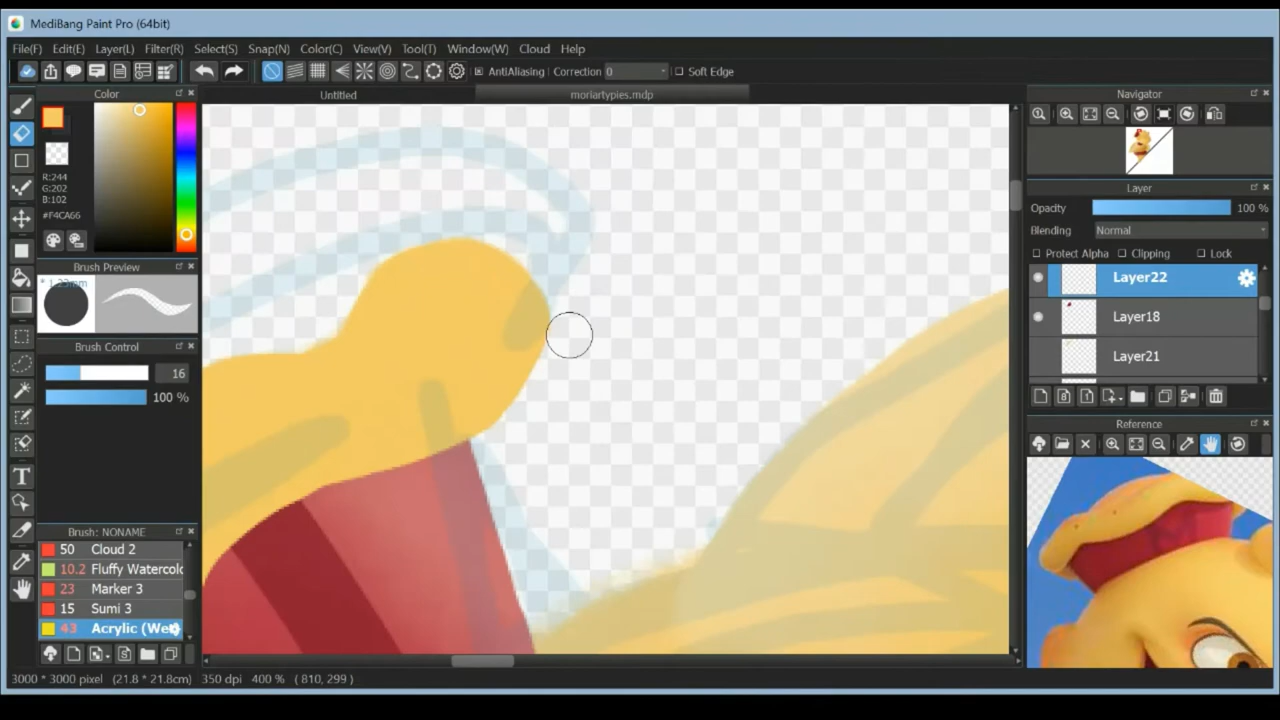 MediBang Paint Pro (64bit)
File(F) Edit(E) Layer(L) Filter(R) Select(S) Snap(N) Color(C) View(V) Tool(T) Window(W) Cloud Help
AntiAliasing Correction 0 Soft Edge
Color
Untitled
moriartypies.mdp
Navigator
R:244
G:202
B:102
#F4CA66
Layer
Opacity 100 %
Blending Normal
Protect Alpha Clipping Lock
Brush Preview
* 1.23mm
Layer22
Layer18
Layer21
Brush Control
16
100 %
Reference
T
Brush: NONAME
50 Cloud 2
10.2 Fluffy Watercolo
23 Marker 3
15 Sumi 3
43 Acrylic (We
3000 * 3000 pixel (21.8 * 21.8cm) 350 dpi 400 % ( 810, 299 )